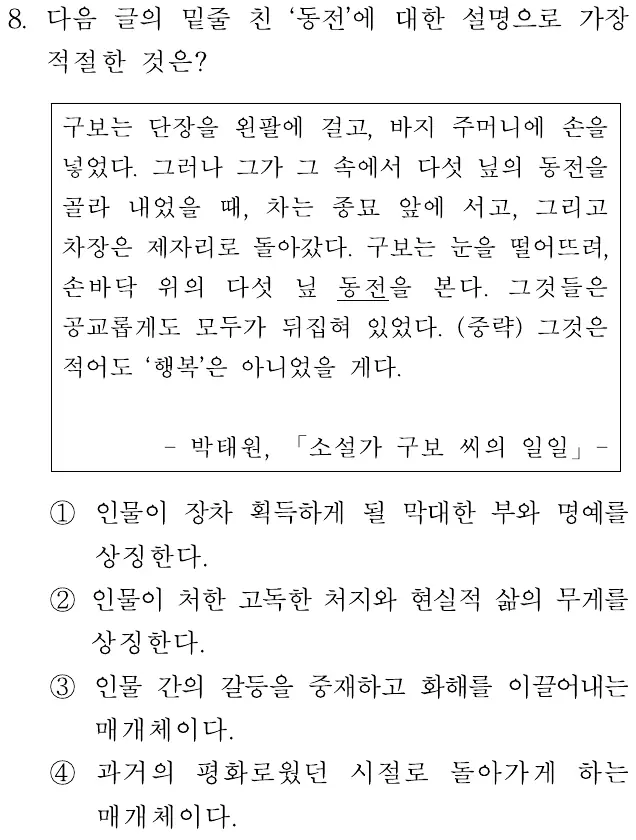 8. 다음 글의 밑줄 친 ‘동전’에 대한 설명으로 가장
적절한 것은?
구보는 단장을 왼팔에 걸고, 바지 주머니에 손을
넣었다. 그러나 그가 그 속에서 다섯 닢의 동전을
골라 내었을 때, 차는 종묘 앞에 서고, 그리고
차장은 제자리로 돌아갔다. 구보는 눈을 떨어뜨려,
손바닥 위의 다섯 닢 동전을 본다. 그것들은
공교롭게도 모두가 뒤집혀 있었다. (중략) 그것은
적어도 ‘행복’은 아니었을 게다.
- 박태원, 「소설가 구보 씨의 일일」-
① 인물이 장차 획득하게 될 막대한 부와 명예를
상징한다.
② 인물이 처한 고독한 처지와 현실적 삶의 무게를
상징한다.
③ 인물 간의 갈등을 중재하고 화해를 이끌어내는
매개체이다.
④ 과거의 평화로웠던 시절로 돌아가게 하는
매개체이다.